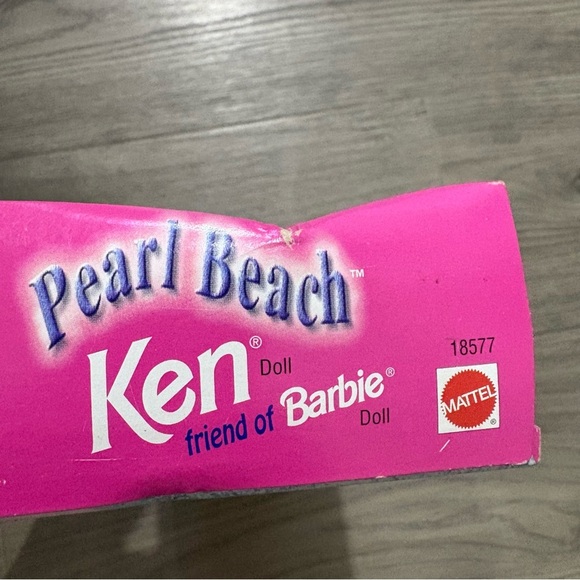 Pearl Beach™
Ken® Doll
friend of Barbie® Doll
18577
MATTEL®